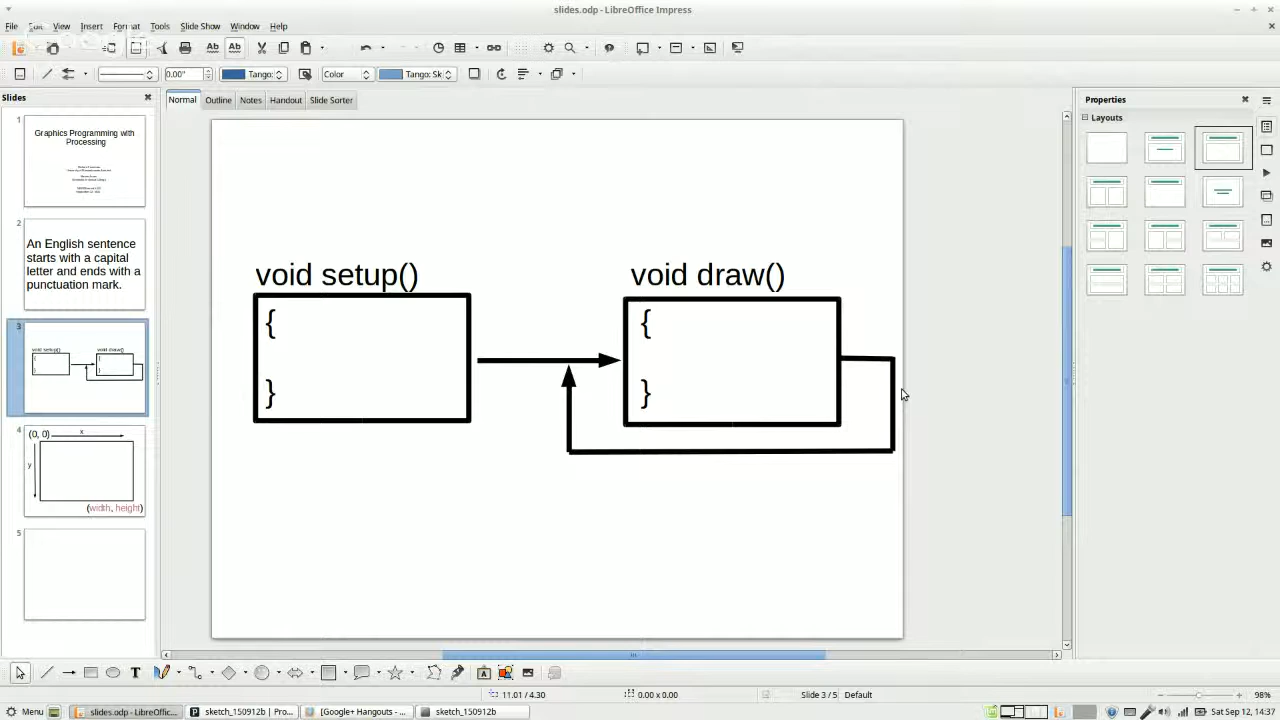 slides.odp - LibreOffice Impress
File Edit View Insert Format Tools Slide Show Window Help
0.00" Tango: Color Tango: Sk
Slides
Normal Outline Notes Handout Slide Sorter
Properties
Layouts
1
Graphics Programming with
Processing
2
An English sentence
starts with a capital
letter and ends with a
punctuation mark.
3
void setup() void draw()
{ {
} }
4
(0, 0) x
y
(width, height)
5
void setup() void draw()
{ {
} }
11.01 / 4.30 0.00 x 0.00 Slide 3 / 5 Default 98%
Menu slides.odp - LibreOffic... sketch_150912b | Pro... [Google+ Hangouts - ... sketch_150912b Sat Sep 12, 14:37